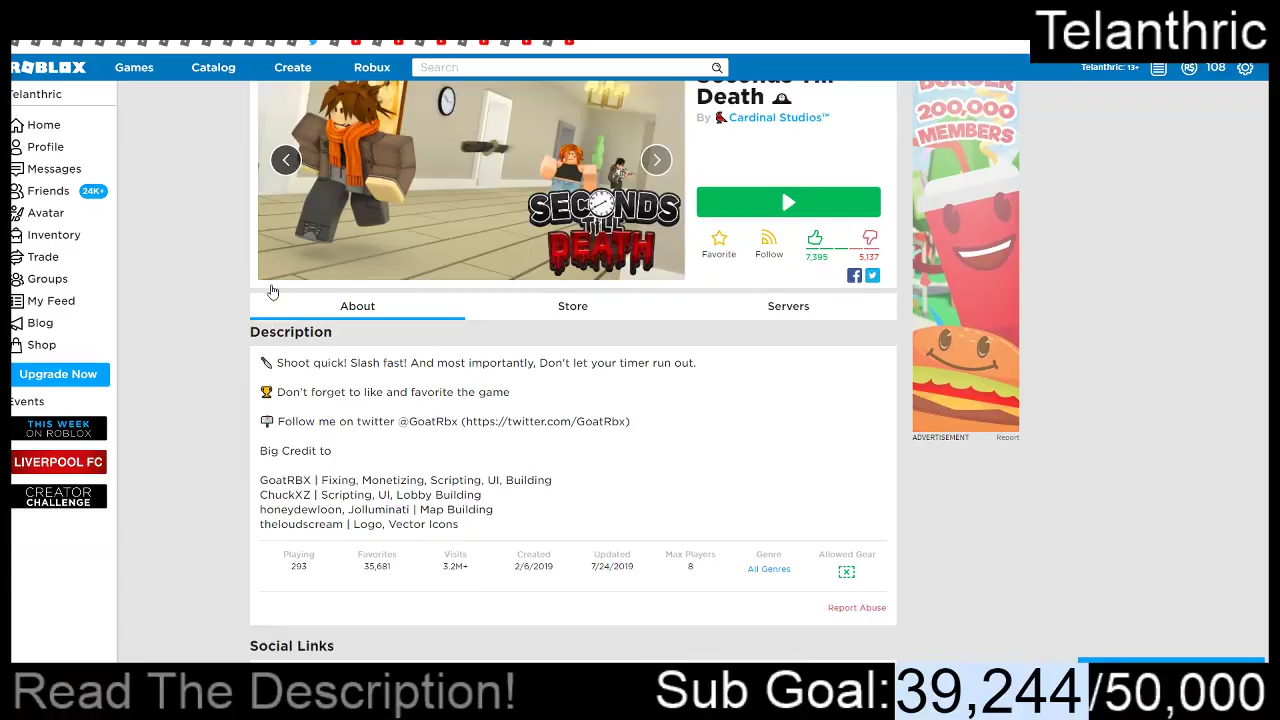 Telanthric
ROBLOX Games Catalog Create Robux Search Telanthric: 13+ 108
Telanthric
Home
Profile
Messages
Friends 24K+
Avatar
Inventory
Trade
Groups
My Feed
Blog
Shop
Upgrade Now
Events
THIS WEEK
ON ROBLOX
LIVERPOOL FC
CREATOR
CHALLENGE
SECONDS
TILL
DEATH
Seconds Till
Death
By Cardinal Studios™
Favorite Follow 7,395 5,137
BURGER
200,000
MEMBERS
ADVERTISEMENT Report
About Store Servers
Description
Shoot quick! Slash fast! And most importantly, Don't let your timer run out.
Don't forget to like and favorite the game
Follow me on twitter @GoatRbx (https://twitter.com/GoatRbx)
Big Credit to
GoatRBX | Fixing, Monetizing, Scripting, UI, Building
ChuckXZ | Scripting, UI, Lobby Building
honeydewloon, Jolluminati | Map Building
theloudscream | Logo, Vector Icons
Playing Favorites Visits Created Updated Max Players Genre Allowed Gear
293 35,681 3.2M+ 2/6/2019 7/24/2019 8 All Genres
Report Abuse
Social Links
Read The Description! Sub Goal: 39,244/50,000